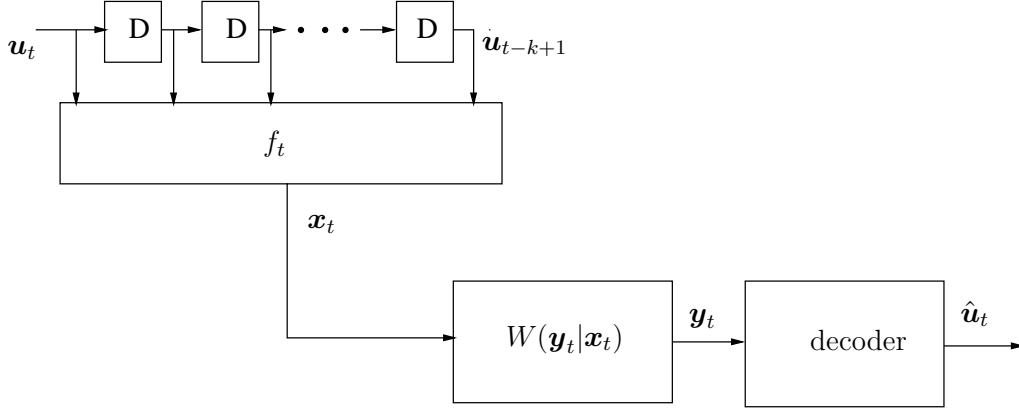 u_t D D • • • D u_{t-k+1}
f_t
x_t
W(y_t|x_t) y_t decoder û_t